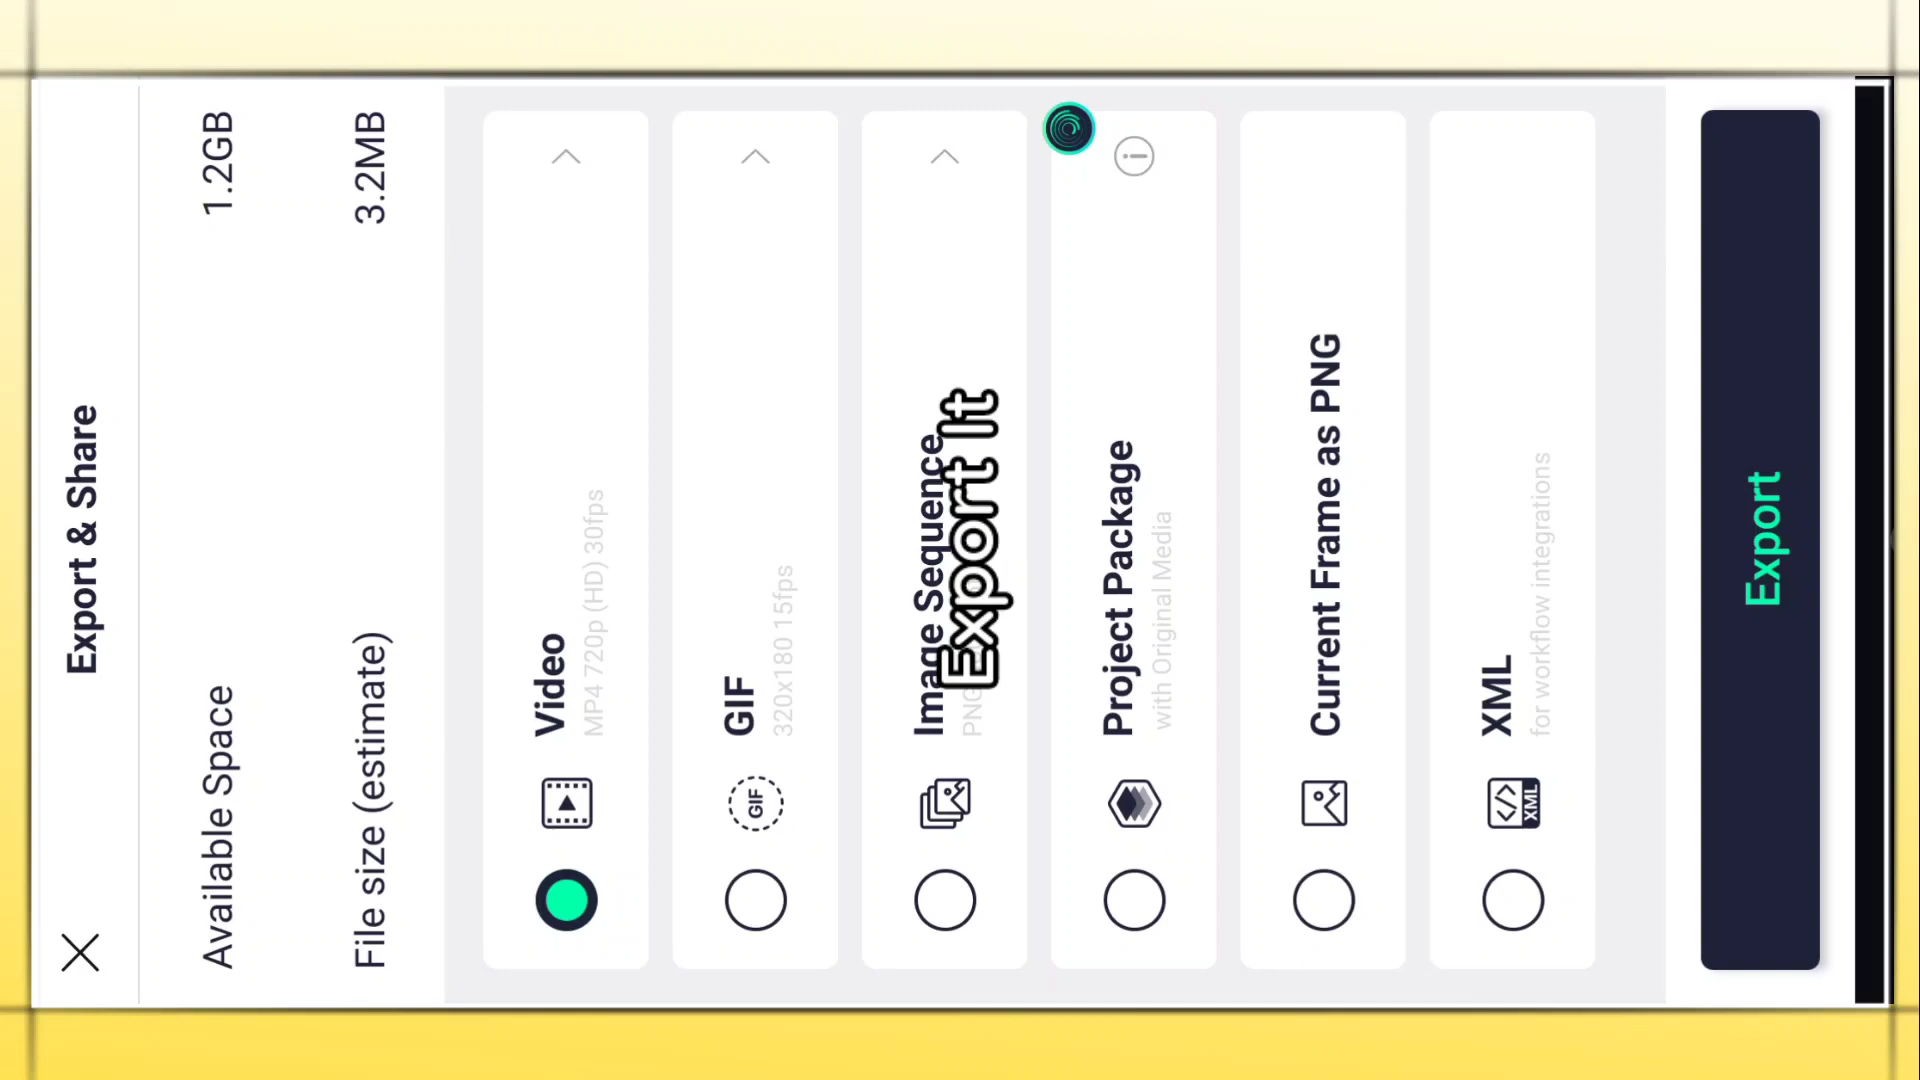 Export & Share
Available Space 1.2GB
File size (estimate) 3.2MB
Video
MP4 720p (HD) 30fps
GIF
GIF
320x180 15fps
Image Sequence
PNG
Export It
Project Package
with Original Media
Current Frame as PNG
XML
XML
for workflow integrations
Export